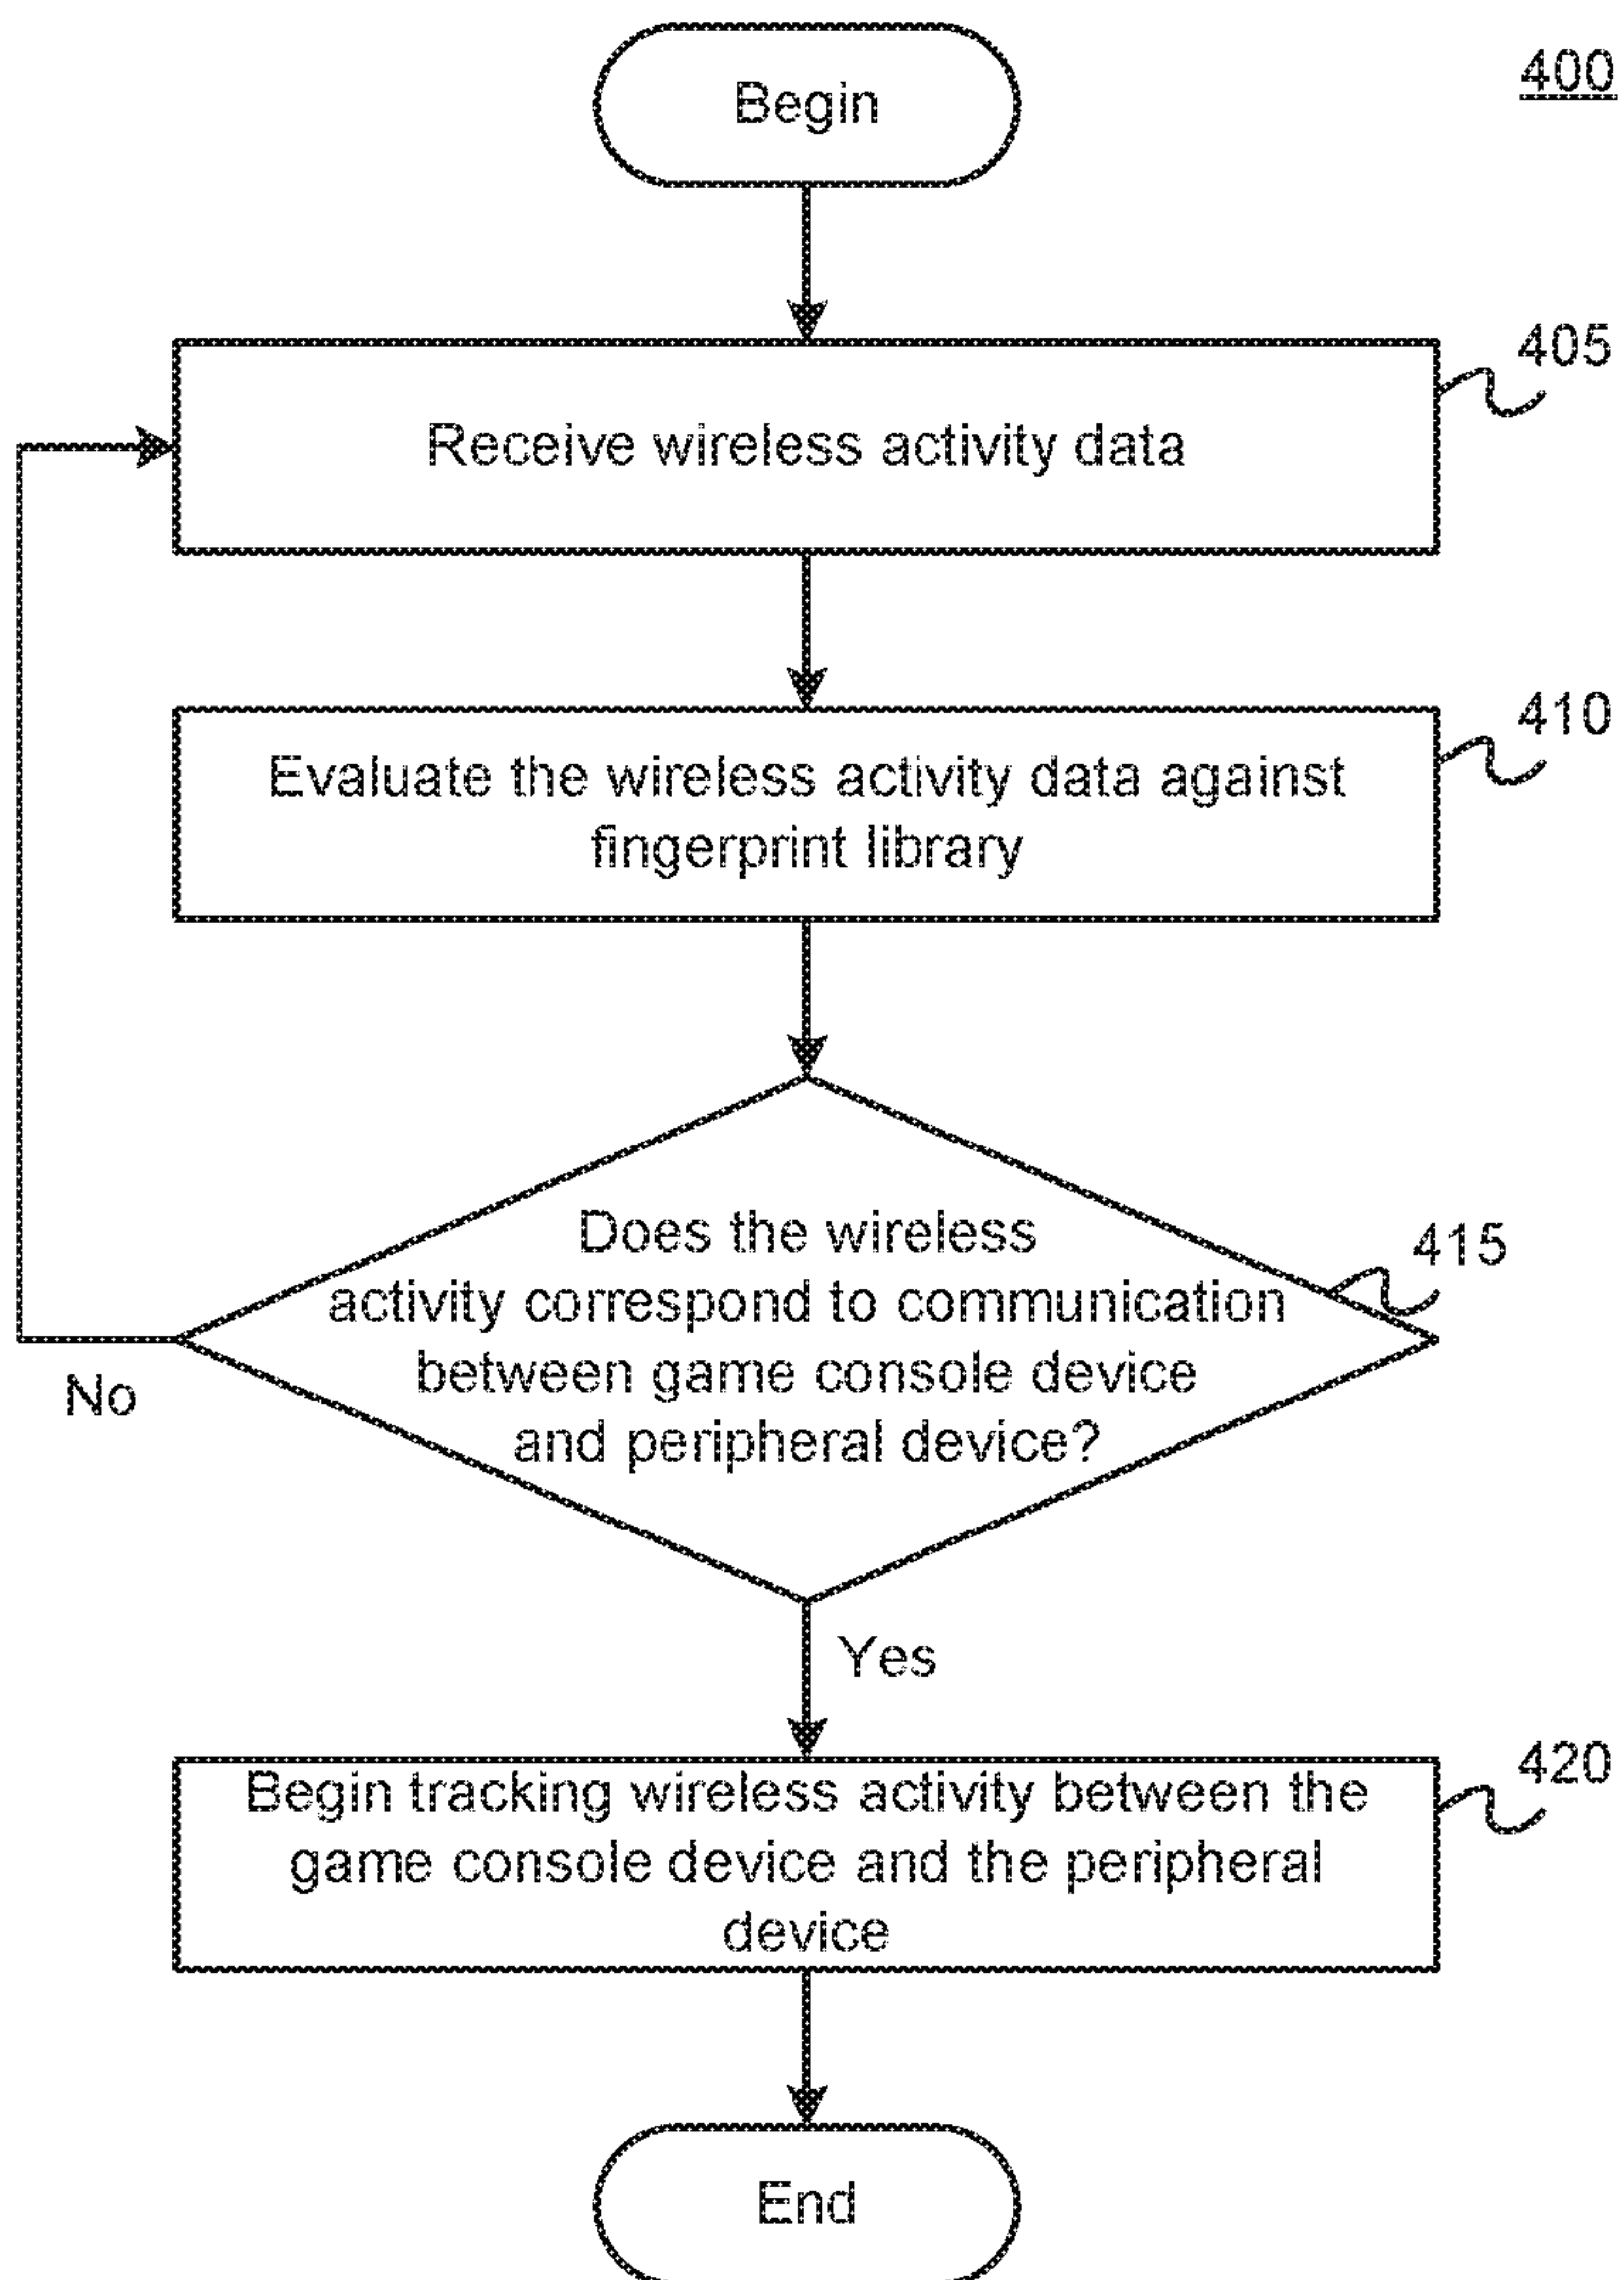 Begin
400
405
Receive wireless activity data
410
Evaluate the wireless activity data against
fingerprint library
Does the wireless
415
activity correspond to communication
between game console device
and peripheral device?
No
Yes
420
Begin tracking wireless activity between the
game console device and the peripheral
device
End